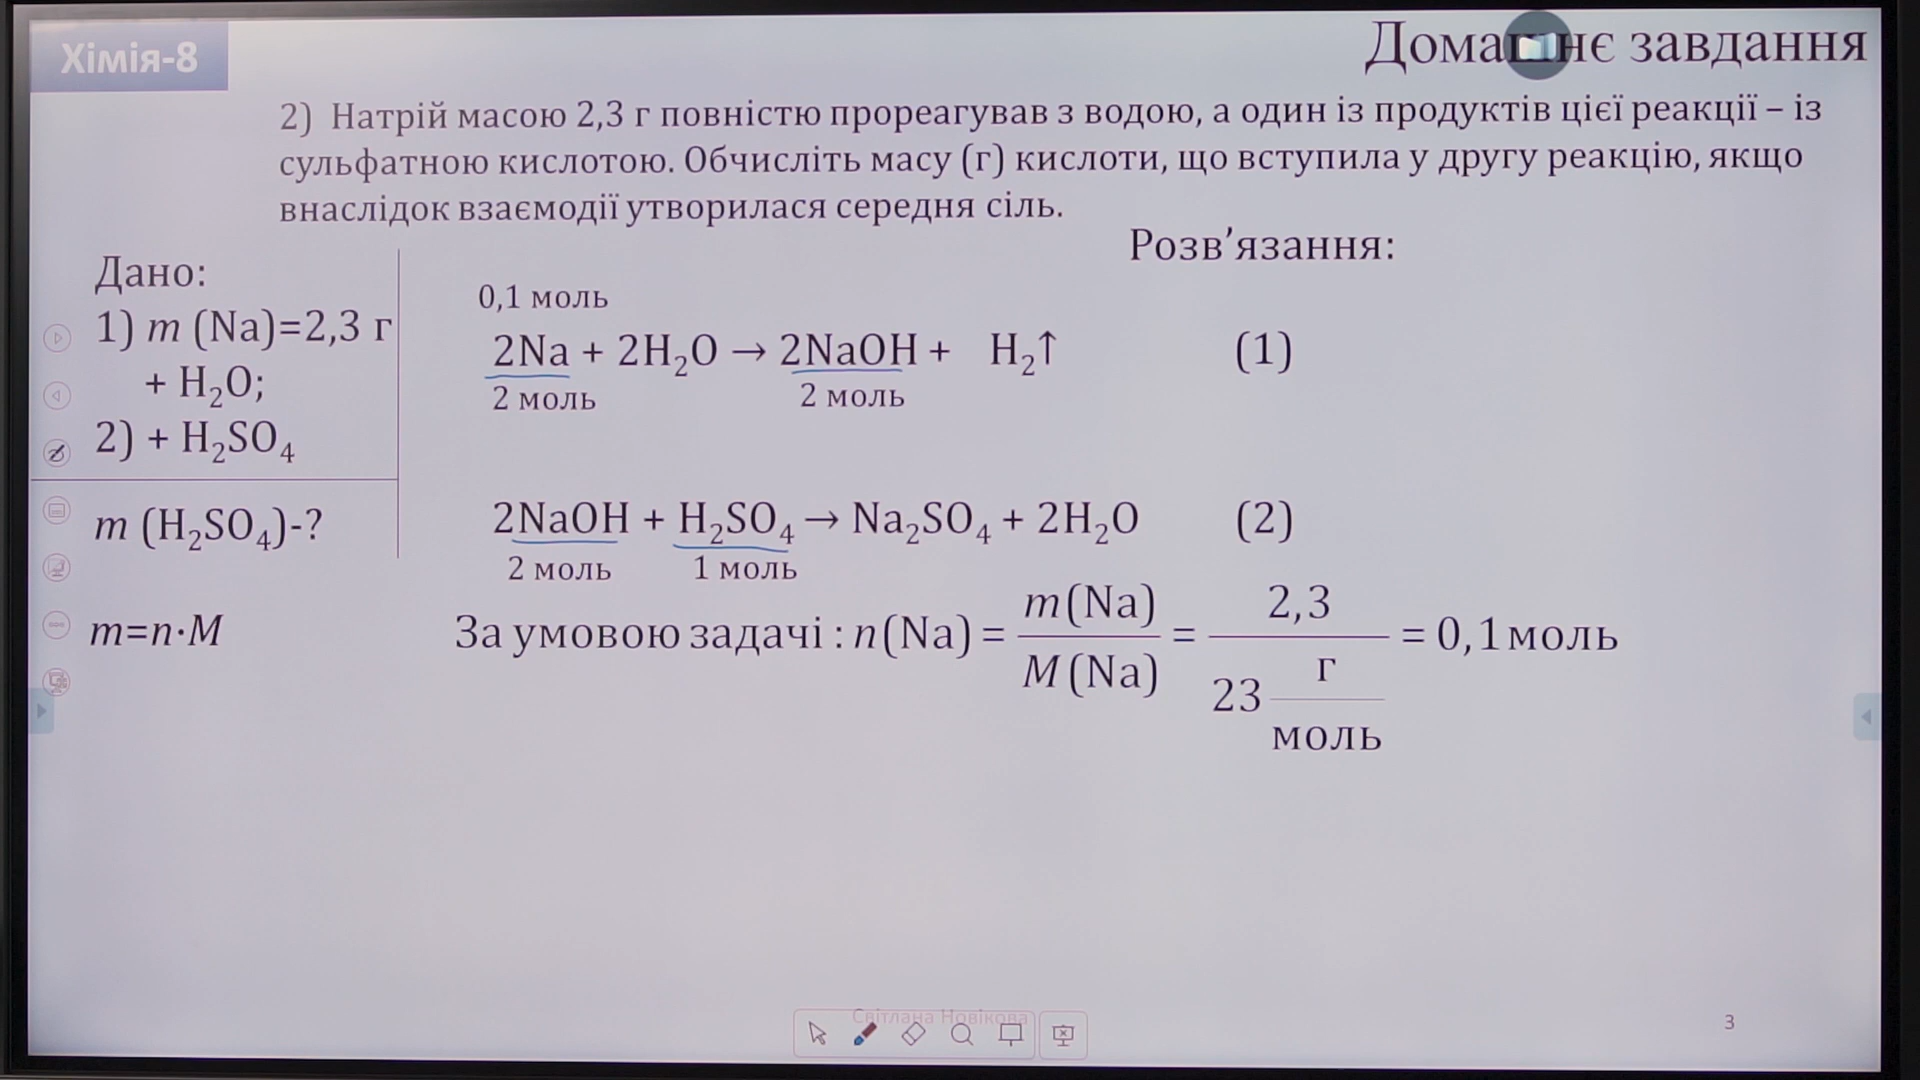 Хімія-8
Домашнє завдання
2) Натрій масою 2,3 г повністю прореагував з водою, а один із продуктів цієї реакції – із
сульфатною кислотою. Обчисліть масу (г) кислоти, що вступила у другу реакцію, якщо
внаслідок взаємодії утворилася середня сіль.
Розв’язання:
Дано:
1) m (Na)=2,3 г
+ H₂O;
2) + H₂SO₄
m (H₂SO₄)-?
m=n·M
0,1 моль
2Na + 2H₂O → 2NaOH + H₂↑ (1)
2 моль 2 моль
2NaOH + H₂SO₄ → Na₂SO₄ + 2H₂O (2)
2 моль 1 моль
За умовою задачі : n(Na) = m(Na) / M(Na) = 2,3 / 23 г/моль = 0,1 моль
Світлана Новікова
3